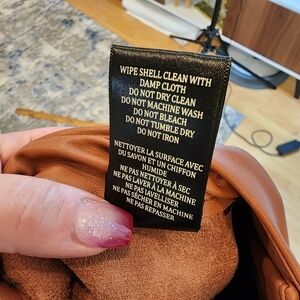 WIPE SHELL CLEAN WITH
DAMP CLOTH
DO NOT DRY CLEAN
DO NOT MACHINE WASH
DO NOT BLEACH
DO NOT TUMBLE DRY
DO NOT IRON
NETTOYER LA SURFACE AVEC
DU SAVON ET UN CHIFFON
HUMIDE
NE PAS NETTOYER À SEC
NE PAS LAVER À LA MACHINE
NE PAS JAVELLISER
NE PAS SÉCHER EN MACHINE
NE PAS REPASSER